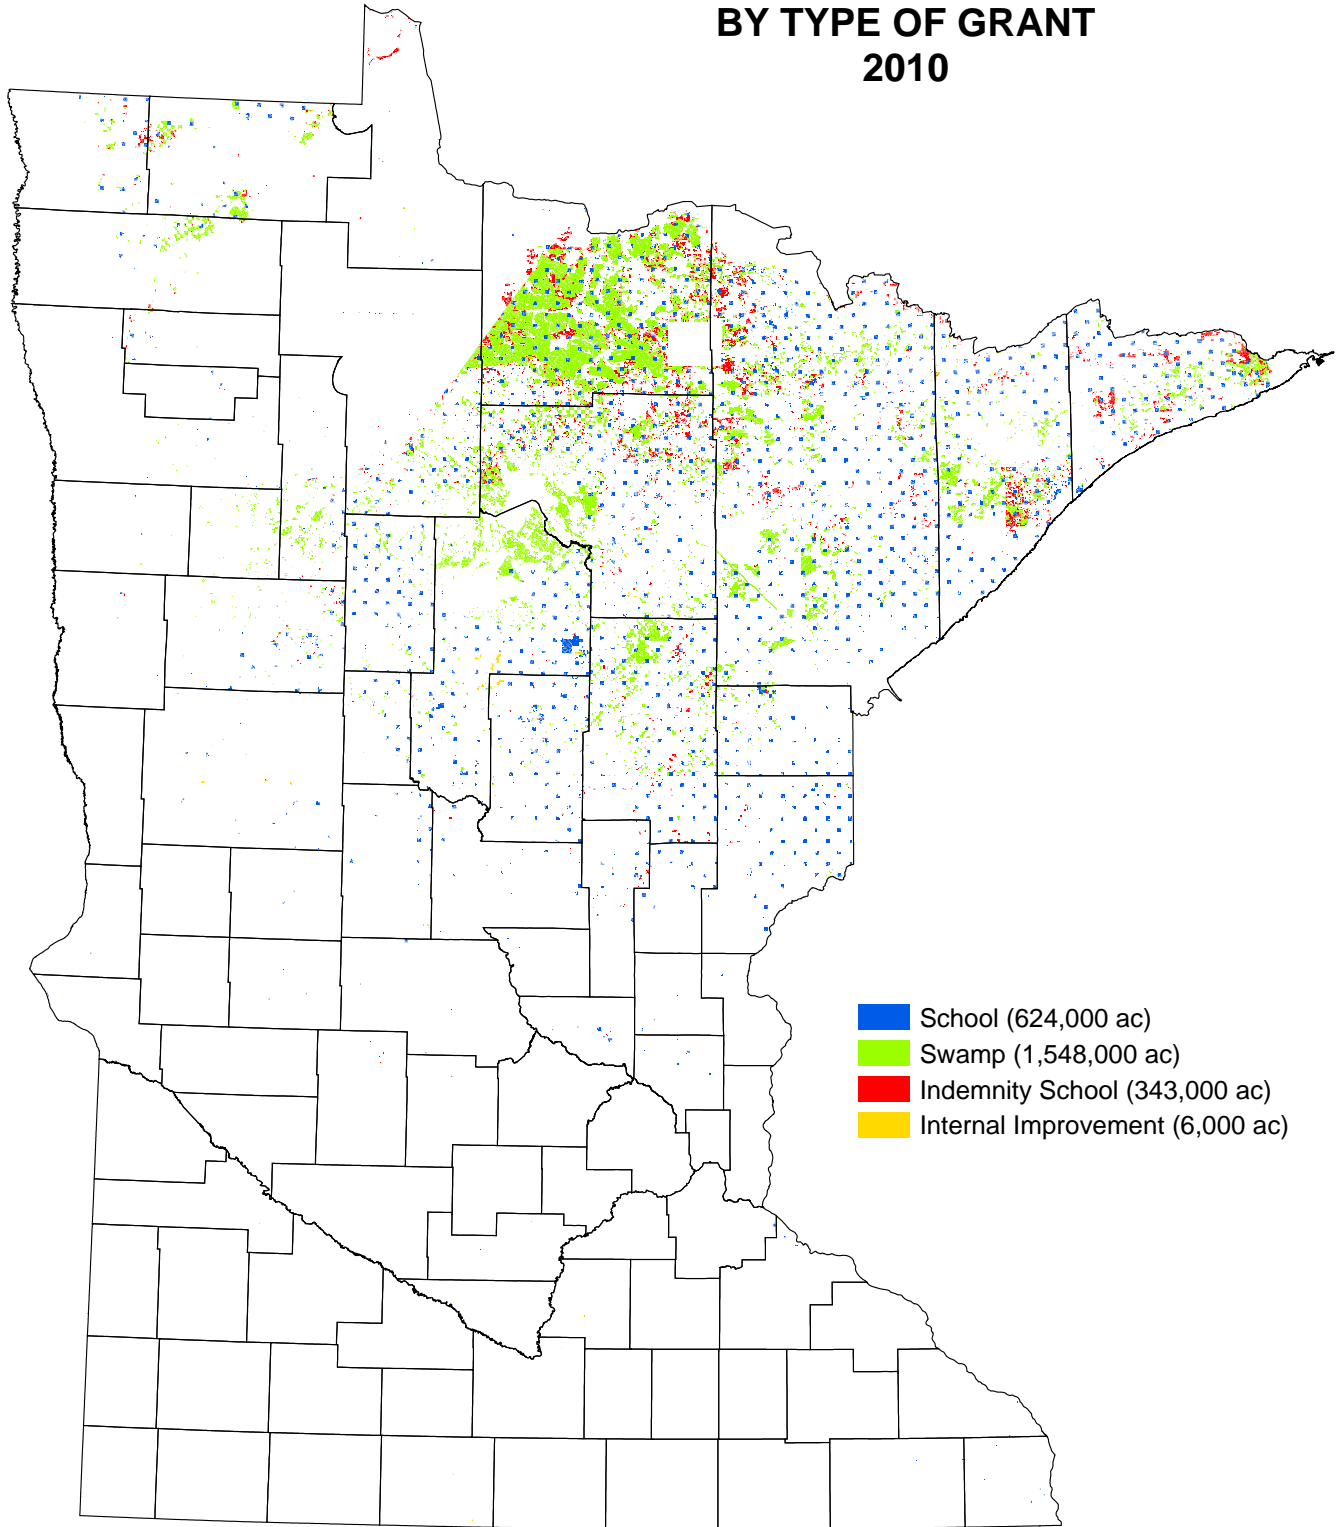 BY TYPE OF GRANT
2010
School (624,000 ac)
Swamp (1,548,000 ac)
Indemnity School (343,000 ac)
Internal Improvement (6,000 ac)